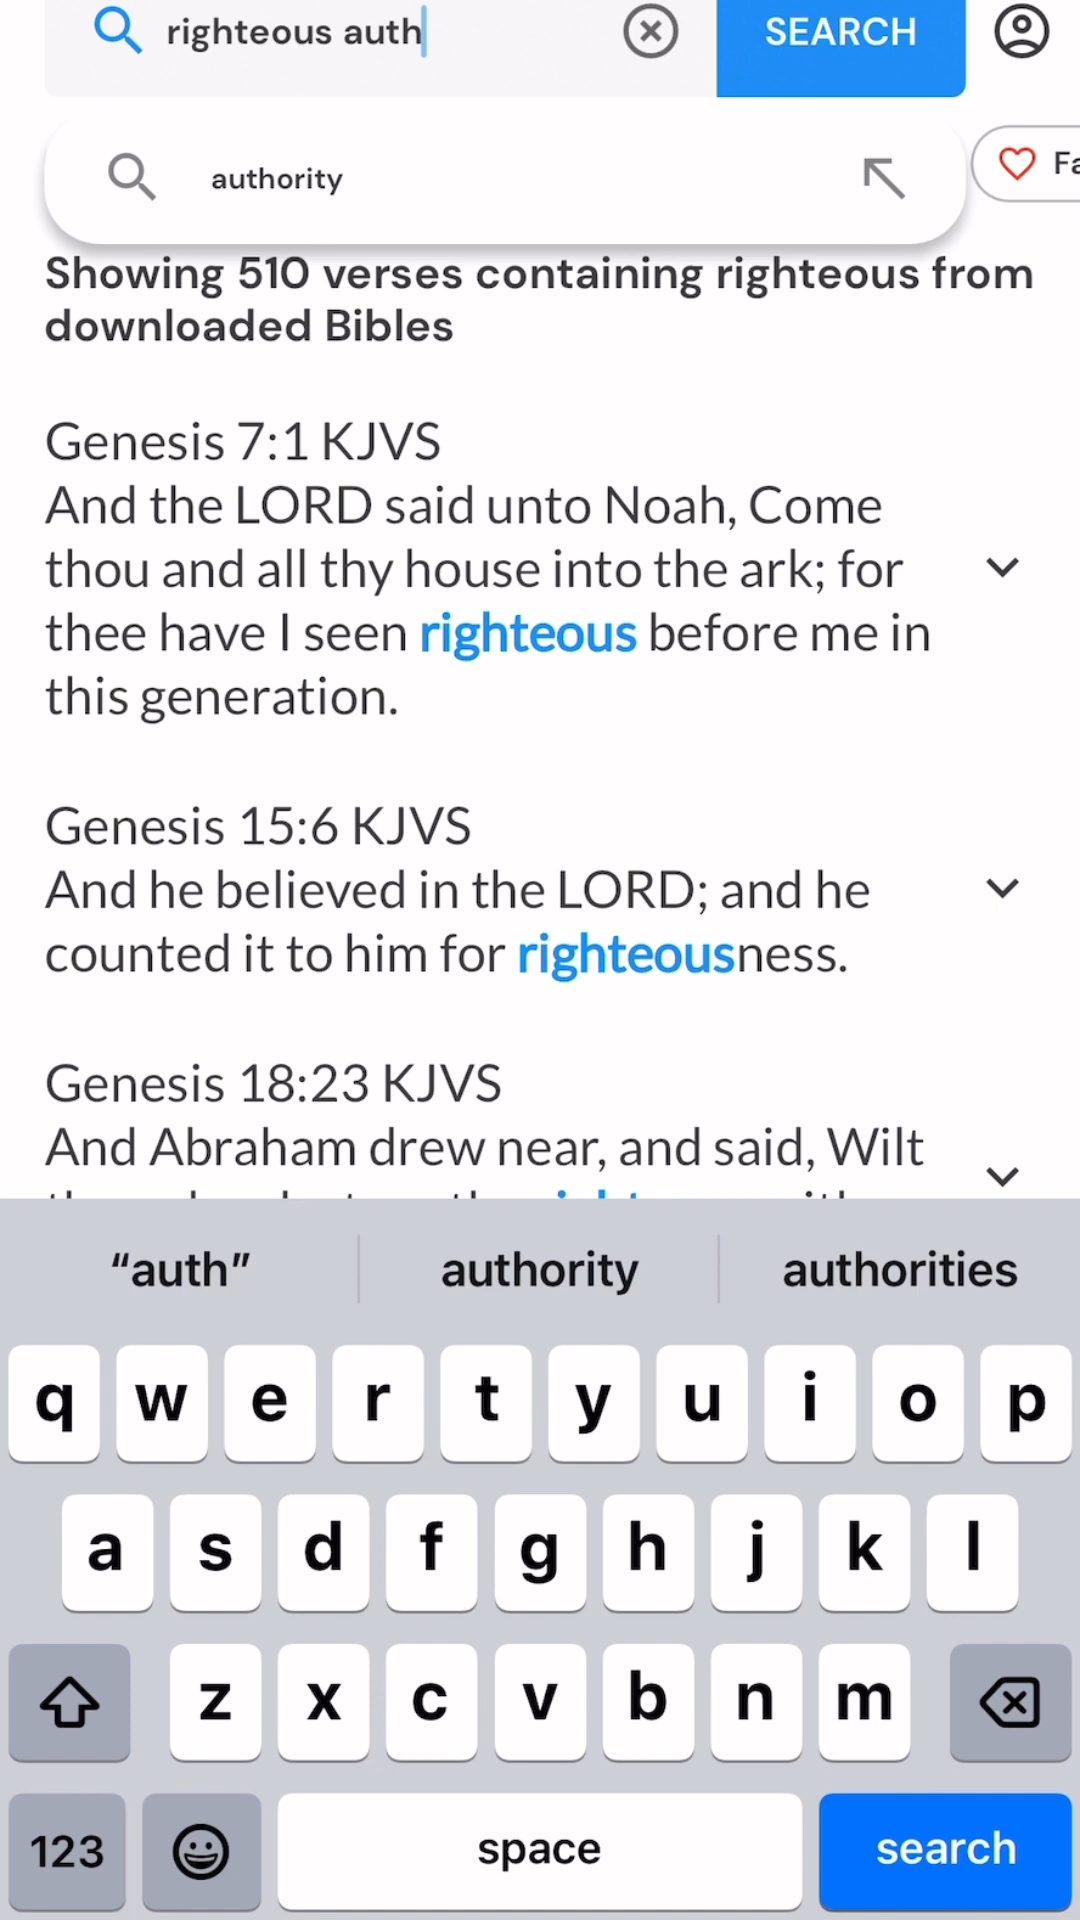 righteous auth
SEARCH
authority
Showing 510 verses containing righteous from
downloaded Bibles
Genesis 7:1 KJVS
And the LORD said unto Noah, Come
thou and all thy house into the ark; for
thee have I seen righteous before me in
this generation.
Genesis 15:6 KJVS
And he believed in the LORD; and he
counted it to him for righteousness.
Genesis 18:23 KJVS
And Abraham drew near, and said, Wilt
“auth” authority authorities
q w e r t y u i o p
a s d f g h j k l
z x c v b n m
123 space search